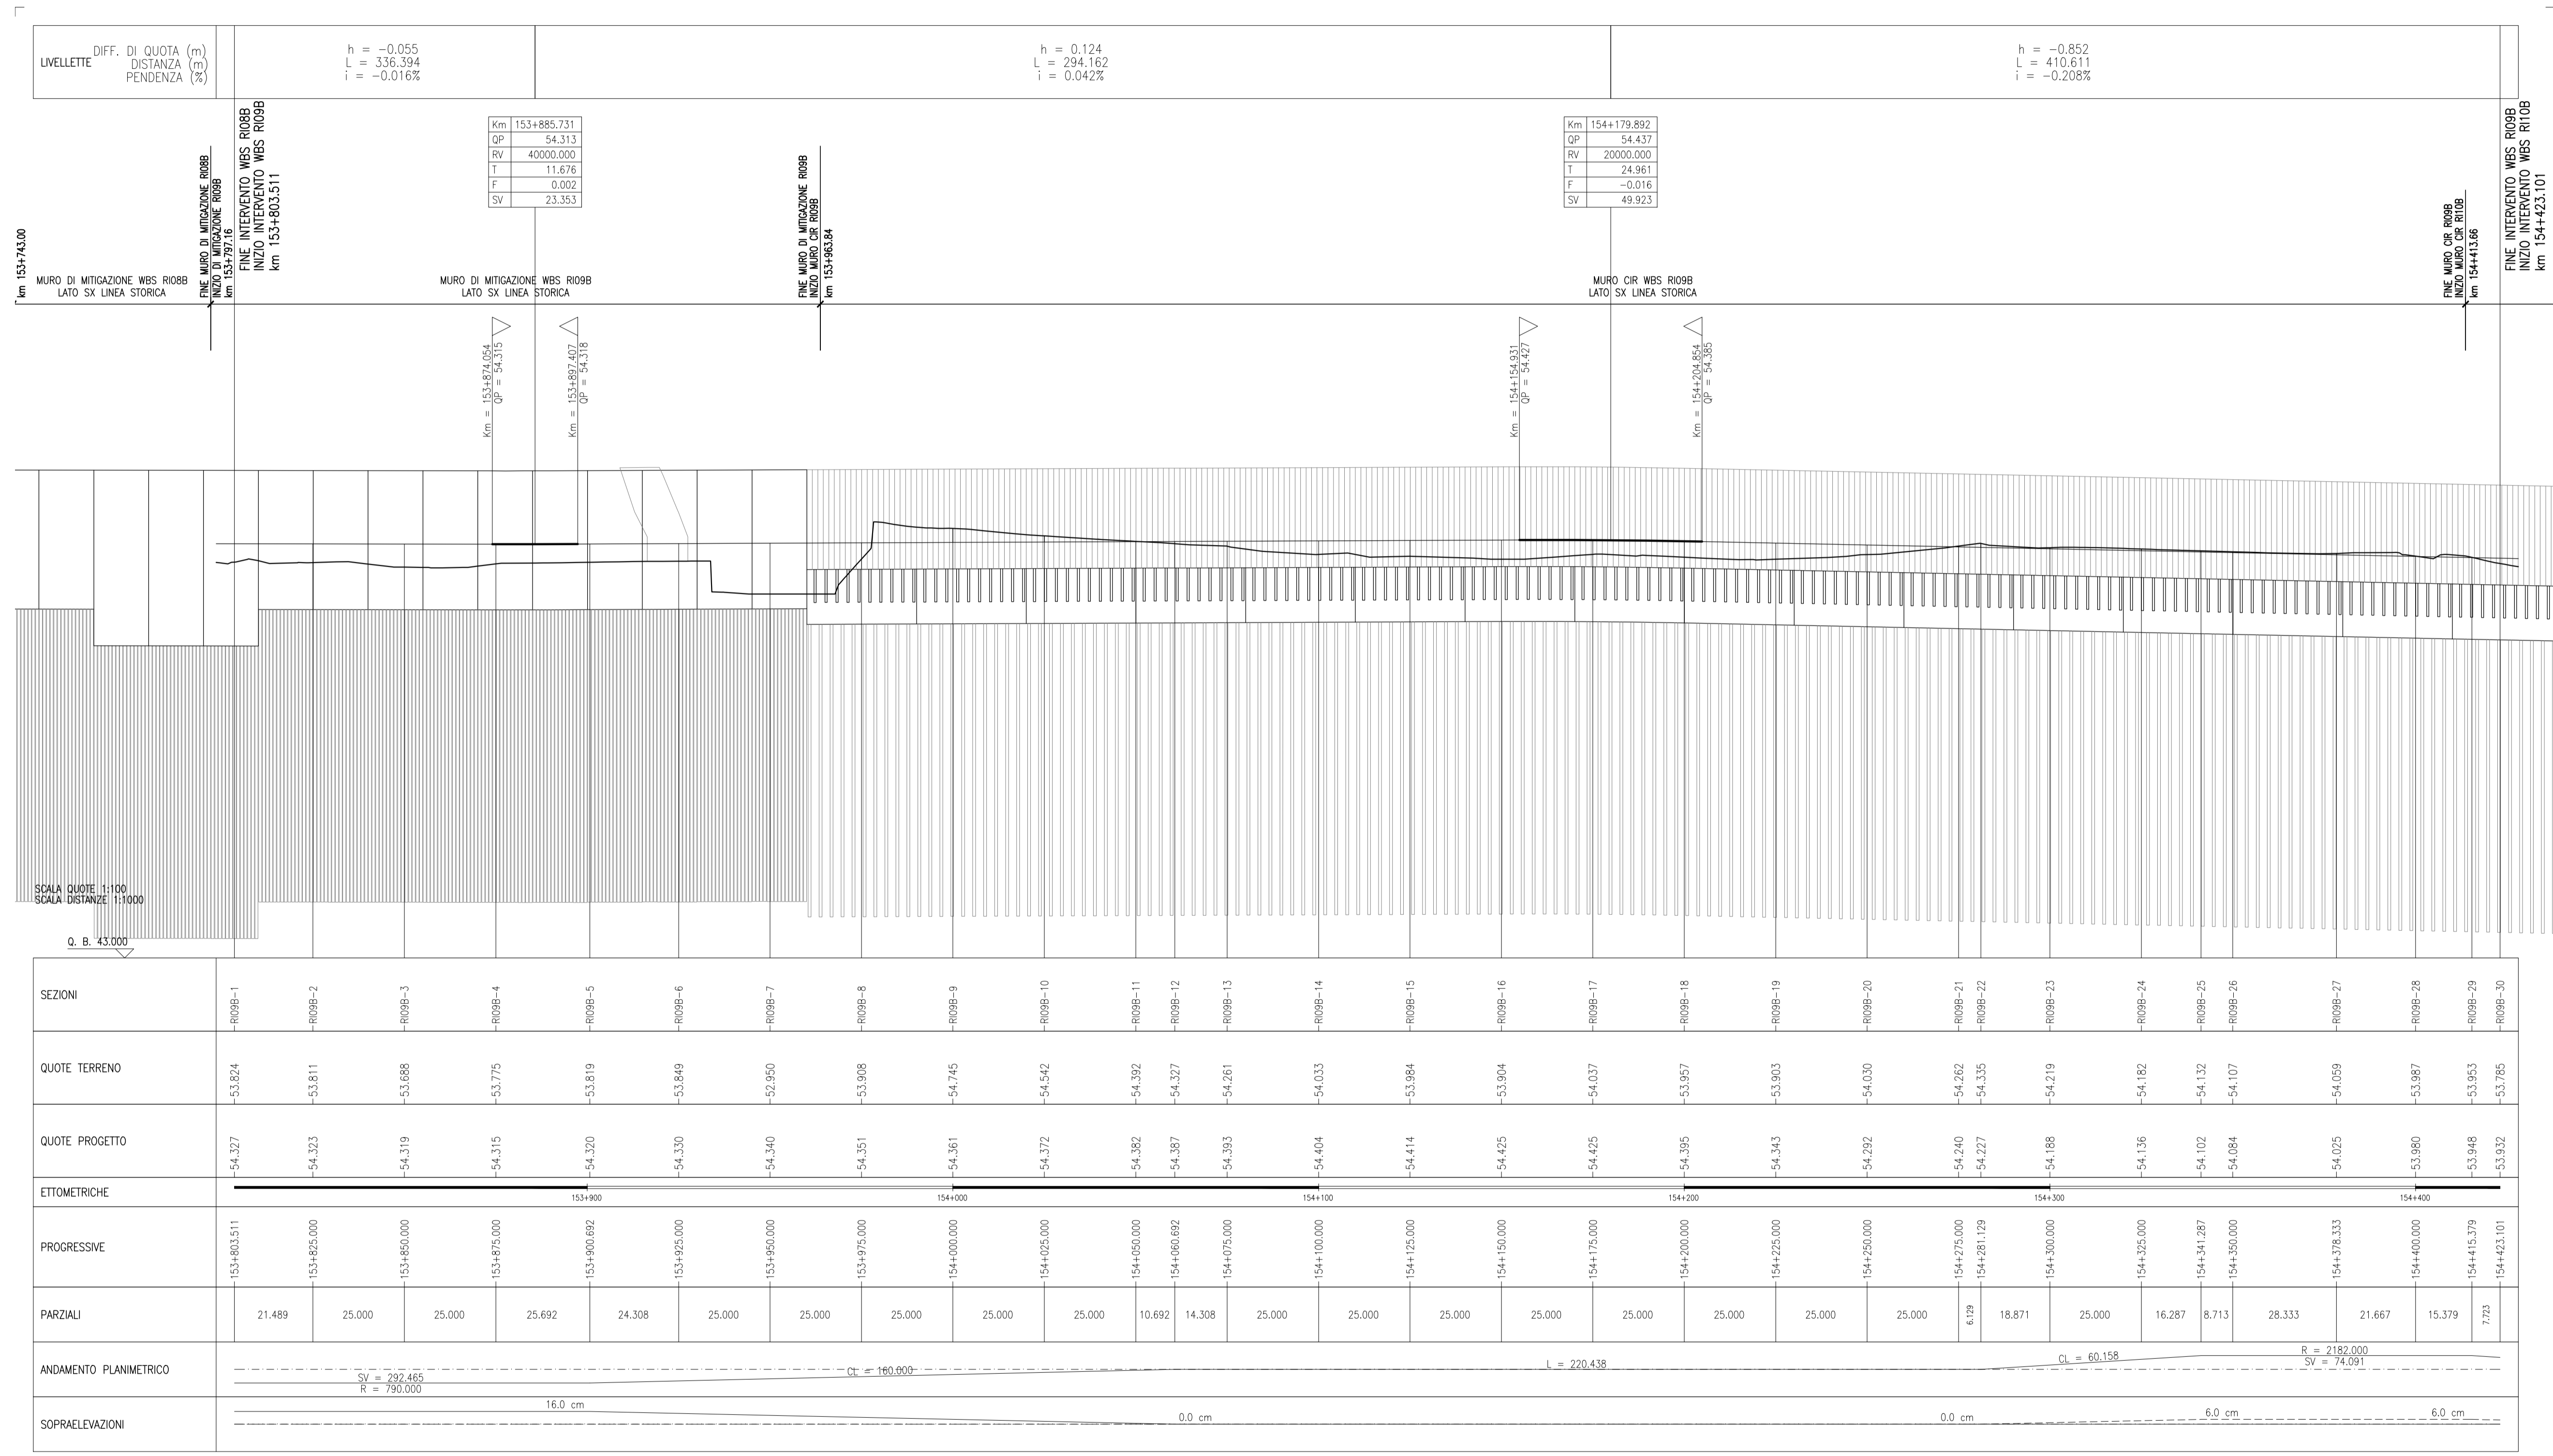 LIVELLETTE
DIFF. DI QUOTA (m)
DISTANZA (m)
PENDENZA (%)
h = -0.055
L = 336.394
i = -0.016%
h = 0.124
L = 294.162
i = 0.042%
h = -0.852
L = 410.611
i = -0.208%
km 153+743.00
MURO DI MITIGAZIONE WBS RI08B
LATO SX LINEA STORICA
FINE MURO DI MITIGAZIONE RI08B
INIZIO DI MITIGAZIONE RI09B
km 153+797.16
FINE INTERVENTO WBS RI08B
INIZIO INTERVENTO WBS RI09B
km 153+803.511
Km 153+885.731
QP 54.313
RV 40000.000
T 11.676
F 0.002
SV 23.353
MURO DI MITIGAZIONE WBS RI09B
LATO SX LINEA STORICA
FINE MURO DI MITIGAZIONE RI09B
INIZIO MURO CIR RI09B
km 153+963.84
Km 154+179.892
QP 54.437
RV 20000.000
T 24.961
F -0.016
SV 49.923
MURO CIR WBS RI09B
LATO SX LINEA STORICA
FINE MURO CIR RI09B
INIZIO MURO CIR RI10B
km 154+413.66
FINE INTERVENTO WBS RI09B
INIZIO INTERVENTO WBS RI10B
km 154+423.101
Km = 153+874.054
QP = 54.315
Km = 153+897.407
QP = 54.318
Km = 154+154.931
QP = 54.427
Km = 154+204.854
QP = 54.385
SCALA QUOTE 1:100
SCALA DISTANZE 1:1000
Q. B. 43.000
SEZIONI
RI09B-1 RI09B-2 RI09B-3 RI09B-4 RI09B-5 RI09B-6 RI09B-7 RI09B-8 RI09B-9 RI09B-10 RI09B-11 RI09B-12 RI09B-13 RI09B-14 RI09B-15 RI09B-16 RI09B-17 RI09B-18 RI09B-19 RI09B-20 RI09B-21 RI09B-22 RI09B-23 RI09B-24 RI09B-25 RI09B-26 RI09B-27 RI09B-28 RI09B-29 RI09B-30
QUOTE TERRENO
53.824 53.811 53.688 53.775 53.819 53.849 52.950 53.908 54.745 54.542 54.392 54.327 54.261 54.033 53.984 53.904 54.037 53.957 53.903 54.030 54.262 54.335 54.219 54.182 54.132 54.107 54.059 53.987 53.953 53.785
QUOTE PROGETTO
54.327 54.323 54.319 54.315 54.320 54.330 54.340 54.351 54.361 54.372 54.382 54.387 54.393 54.404 54.414 54.425 54.425 54.395 54.343 54.292 54.240 54.227 54.188 54.136 54.102 54.084 54.025 53.980 53.948 53.932
ETTOMETRICHE
153+900 154+000 154+100 154+200 154+300 154+400
PROGRESSIVE
153+803.511 153+825.000 153+850.000 153+875.000 153+900.692 153+925.000 153+950.000 153+975.000 154+000.000 154+025.000 154+050.000 154+060.692 154+075.000 154+100.000 154+125.000 154+150.000 154+175.000 154+200.000 154+225.000 154+250.000 154+275.000 154+281.129 154+300.000 154+325.000 154+341.287 154+350.000 154+378.333 154+400.000 154+415.379 154+423.101
PARZIALI
21.489 25.000 25.000 25.692 24.308 25.000 25.000 25.000 25.000 25.000 10.692 14.308 25.000 25.000 25.000 25.000 25.000 25.000 25.000 25.000 6.129 18.871 25.000 16.287 8.713 28.333 21.667 15.379 7.723
ANDAMENTO PLANIMETRICO
SV = 292.465
R = 790.000
CL = 160.000
L = 220.438
CL = 60.158
R = 2182.000
SV = 74.091
SOPRAELEVAZIONI
16.0 cm
0.0 cm
0.0 cm
6.0 cm
6.0 cm